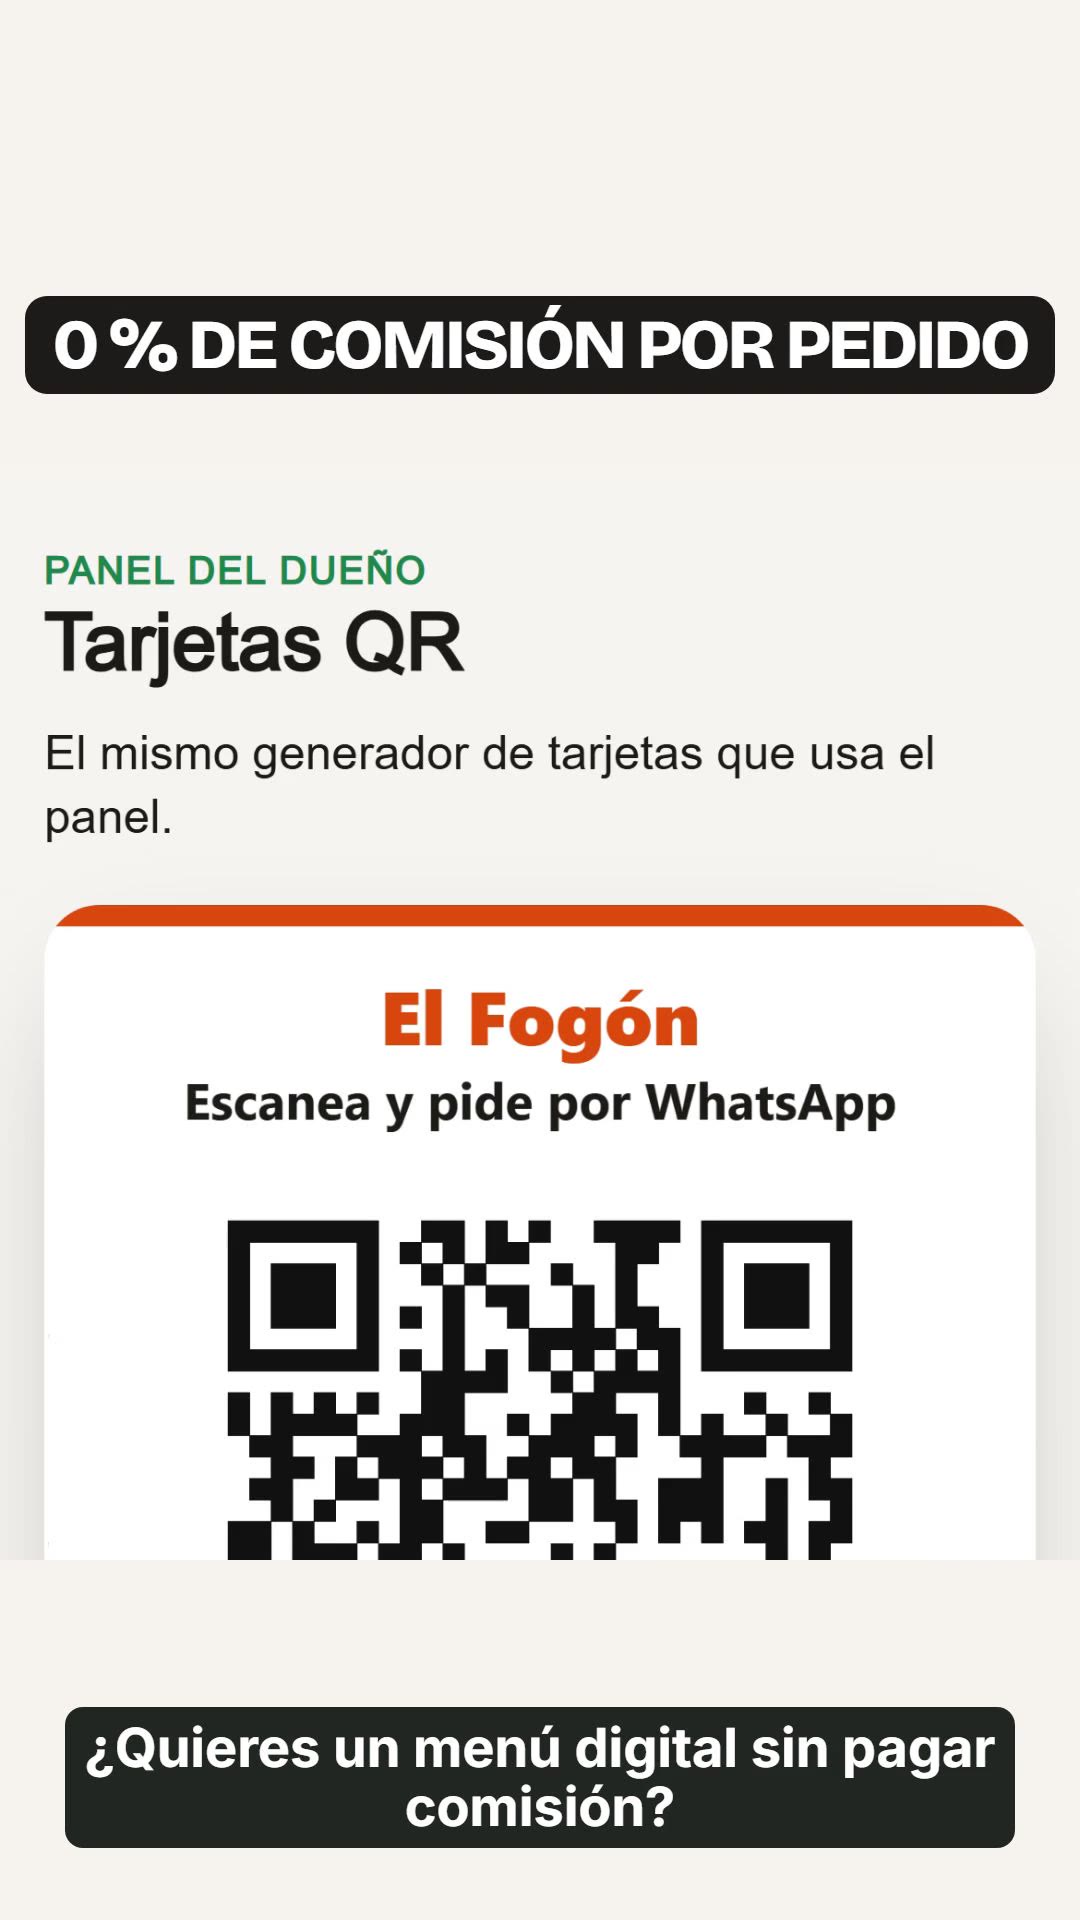 0 % DE COMISIÓN POR PEDIDO
PANEL DEL DUEÑO
Tarjetas QR
El mismo generador de tarjetas que usa el
panel.
El Fogón
Escanea y pide por WhatsApp
¿Quieres un menú digital sin pagar
comisión?